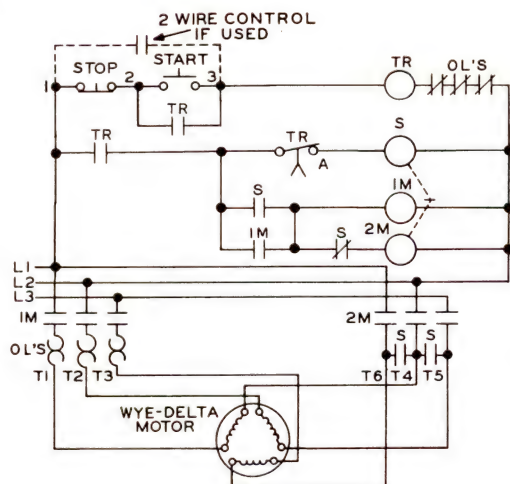 2 WIRE CONTROL
IF USED
STOP
START
TR
OL'S
1
2
3
TR
TR
TR
S
A
S
1M
1M
S
2M
L1
L2
L3
1M
2M
OL'S
S
S
T1
T2
T3
T6
T4
T5
WYE-DELTA
MOTOR